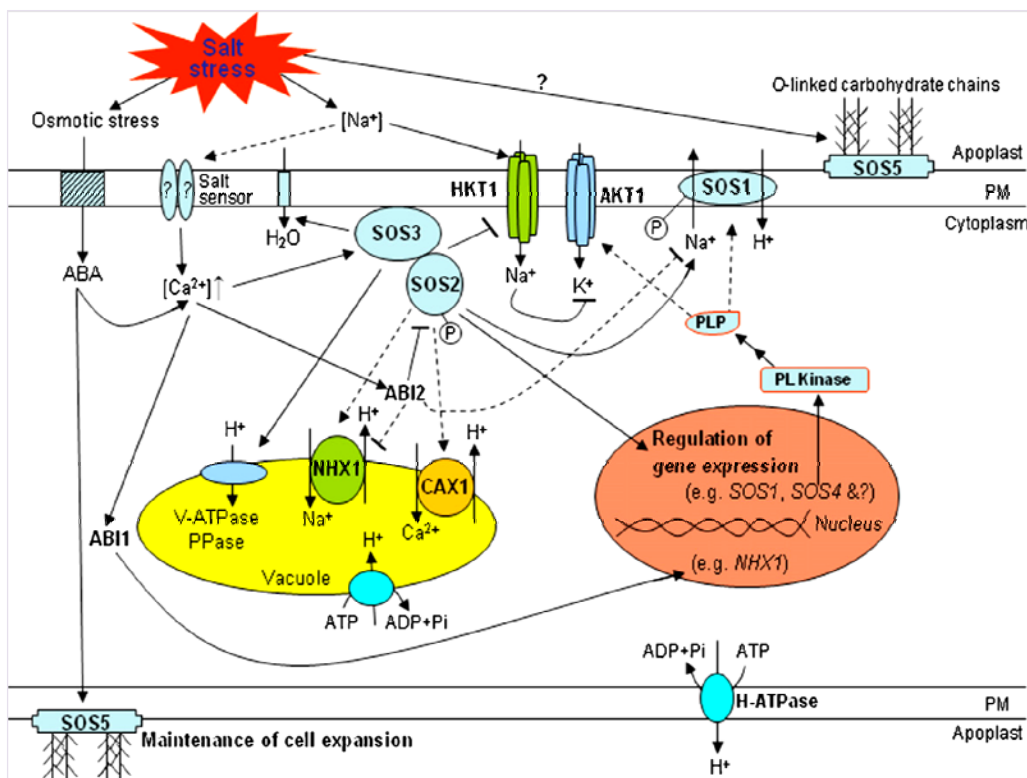 Salt
stress
?
O-linked carbohydrate chains
Osmotic stress
[Na⁺]
Apoplast
SOS5
? ?
Salt
sensor
HKT1
AKT1
SOS1
PM
Cytoplasm
P
H₂O
SOS3
Na⁺
H⁺
ABA
[Ca²⁺]↑
SOS2
Na⁺
K⁺
P
PLP
PL Kinase
ABI2
H⁺
H⁺
H⁺
NHX1
CAX1
Regulation of
gene expression
(e.g. SOS1, SOS4 &?)
V-ATPase
PPase
Na⁺
Ca²⁺
Nucleus
ABI1
H⁺
(e.g. NHX1)
Vacuole
ATP
ADP+Pi
ADP+Pi
ATP
H-ATPase
PM
SOS5
Maintenance of cell expansion
Apoplast
H⁺